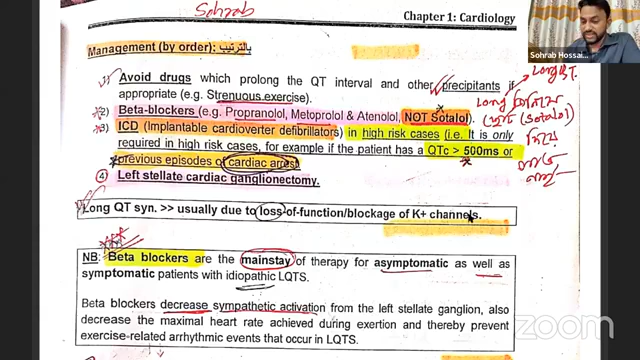 Sohrab
Chapter 1: Cardiology
Management (by order): بالترتيب
1) Avoid drugs which prolong the QT interval and other precipitants if
appropriate (e.g. Strenuous exercise).
2) Beta-blockers (e.g. Propranolol, Metoprolol & Atenolol, NOT Sotalol)
3) ICD (Implantable cardioverter defibrillators) in high risk cases (i.e. It is only
required in high risk cases, for example if the patient has a QTc > 500ms or
previous episodes of cardiac arrest
4 Left stellate cardiac ganglionectomy.
Long QT syn. >> usually due to loss-of-function/blockage of K+ channels.
NB: Beta blockers are the mainstay of therapy for asymptomatic as well as
symptomatic patients with idiopathic LQTS.
Beta blockers decrease sympathetic activation from the left stellate ganglion, also
decrease the maximal heart rate achieved during exertion and thereby prevent
exercise-related arrhythmic events that occur in LQTS.
Long QT.
Long
(Sotalol)
Sohrab Hossai...
zoom